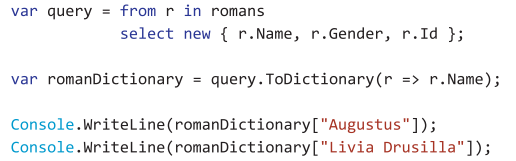 var query = from r in romans
            select new { r.Name, r.Gender, r.Id };

var romanDictionary = query.ToDictionary(r => r.Name);

Console.WriteLine(romanDictionary["Augustus"]);
Console.WriteLine(romanDictionary["Livia Drusilla"]);